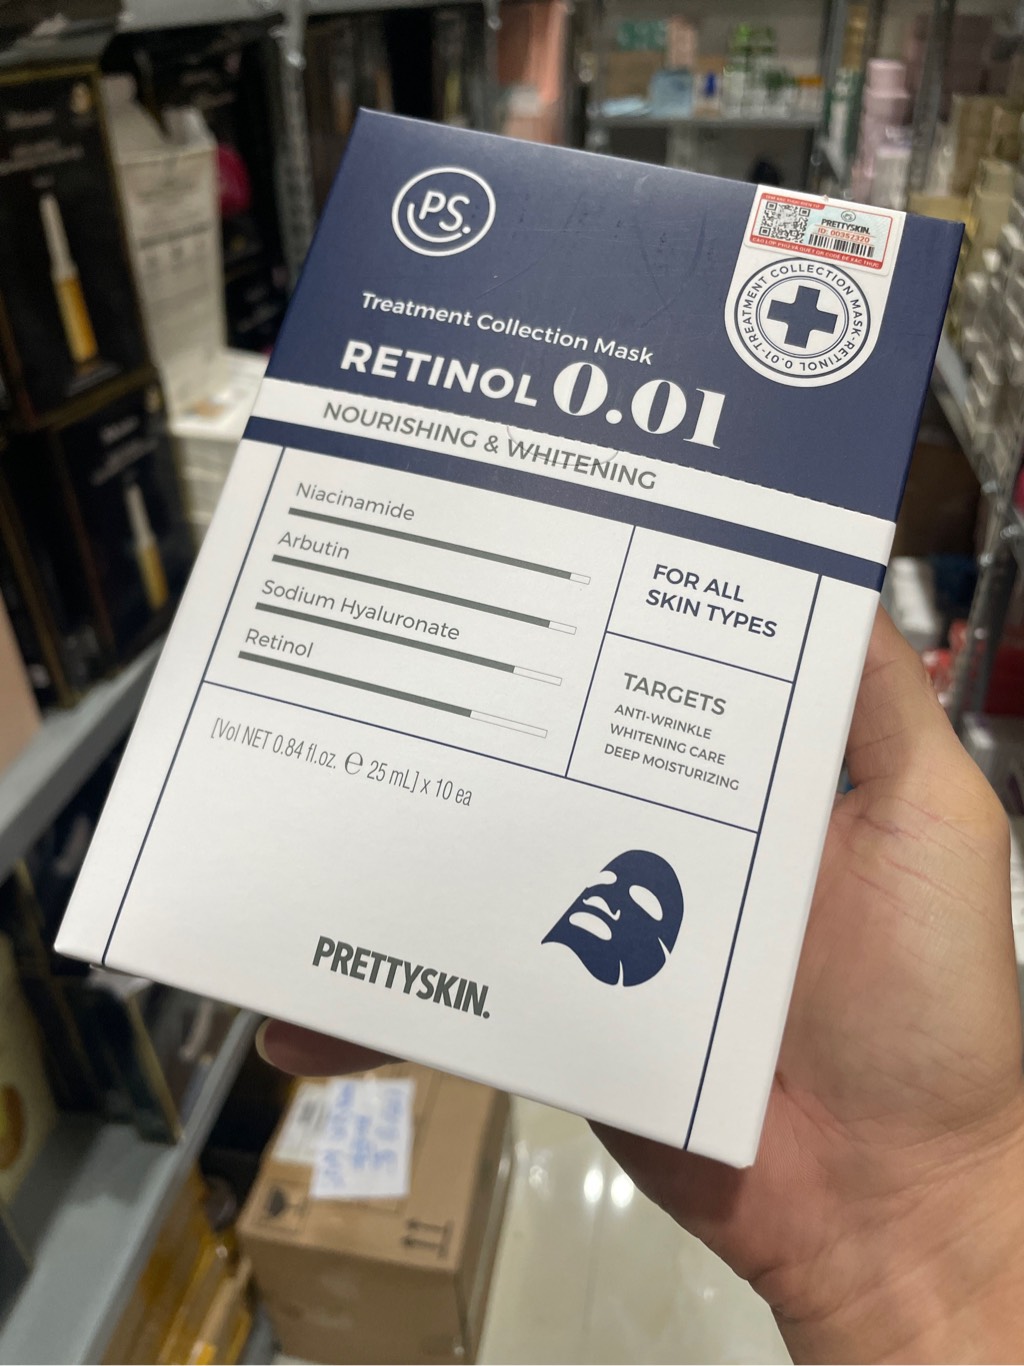 PS.
PRETTYSKIN.
ID: 00957320
TREATMENT COLLECTION MASK-RETINOL 0.01-
Treatment Collection Mask
RETINOL 0.01
NOURISHING & WHITENING
Niacinamide
Arbutin
Sodium Hyaluronate
Retinol
FOR ALL
SKIN TYPES
TARGETS
ANTI-WRINKLE
WHITENING CARE
DEEP MOISTURIZING
[Vol NET 0.84 fl.oz. ℮ 25 mL] x 10 ea
PRETTYSKIN.